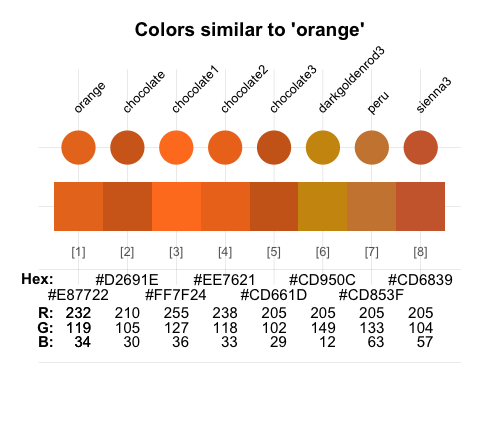 Colors similar to 'orange'
orange chocolate chocolate1 chocolate2 chocolate3 darkgoldenrod3 peru sienna3
[1] [2] [3] [4] [5] [6] [7] [8]
Hex: #D2691E #EE7621 #CD950C #CD6839
#E87722 #FF7F24 #CD661D #CD853F
R: 232 210 255 238 205 205 205 205
G: 119 105 127 118 102 149 133 104
B: 34 30 36 33 29 12 63 57